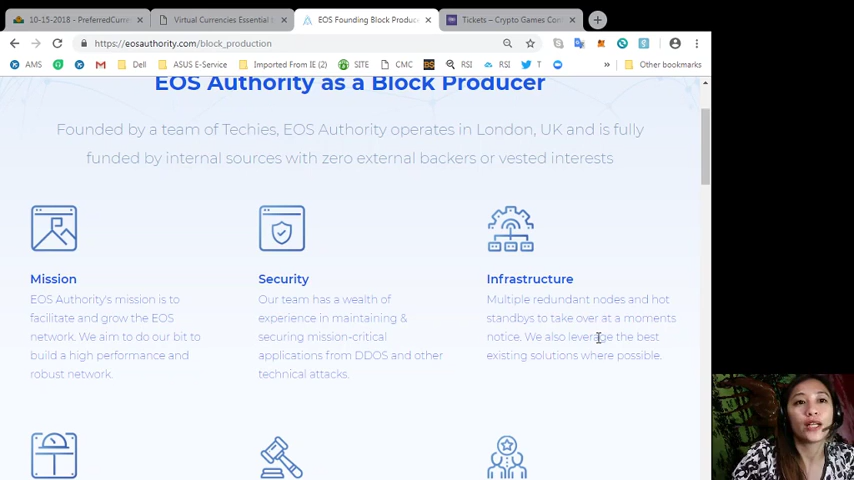 10-15-2018 - PreferredCurre
Virtual Currencies Essential I
EOS Founding Block Produce
Tickets – Crypto Games Con
https://eosauthority.com/block_production
AMS
Dell
ASUS E-Service
Imported From IE (2)
SITE
CMC
BS
RSI
RSI
T
»
Other bookmarks
EOS Authority as a Block Producer
Founded by a team of Techies, EOS Authority operates in London, UK and is fully
funded by internal sources with zero external backers or vested interests
Mission
EOS Authority's mission is to
facilitate and grow the EOS
network. We aim to do our bit to
build a high performance and
robust network.
Security
Our team has a wealth of
experience in maintaining &
securing mission-critical
applications from DDOS and other
technical attacks.
Infrastructure
Multiple redundant nodes and hot
standbys to take over at a moments
notice. We also leverage the best
existing solutions where possible.